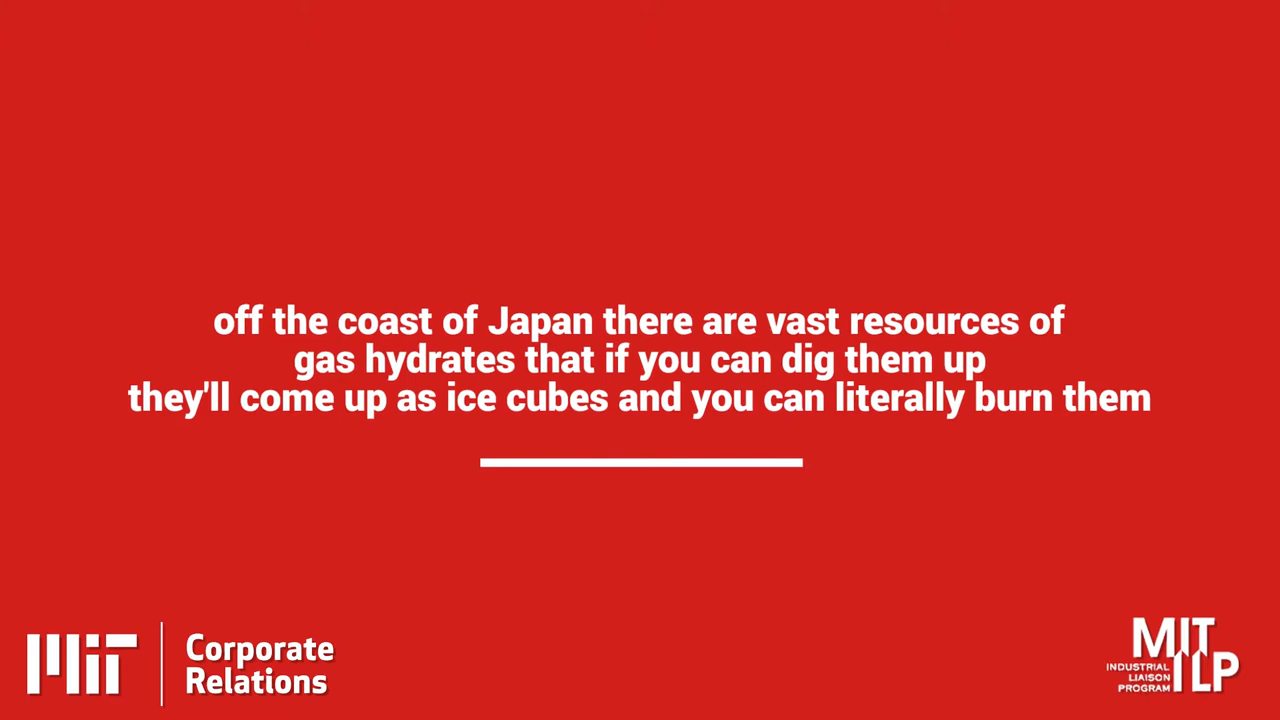 off the coast of Japan there are vast resources of
gas hydrates that if you can dig them up
they'll come up as ice cubes and you can literally burn them
MIT
Corporate
Relations
MIT
ILP
INDUSTRIAL
LIAISON
PROGRAM